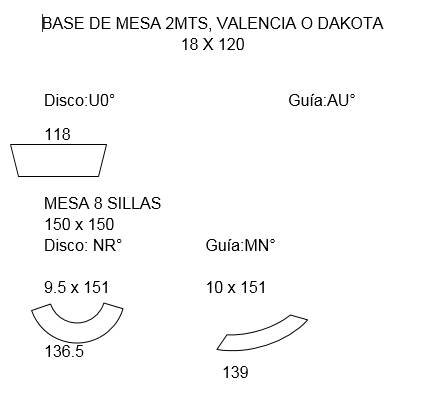 BASE DE MESA 2MTS, VALENCIA O DAKOTA
18 X 120
Disco:U0° Guía:AU°
118
MESA 8 SILLAS
150 x 150
Disco: NR° Guía:MN°
9.5 x 151 10 x 151
136.5
139